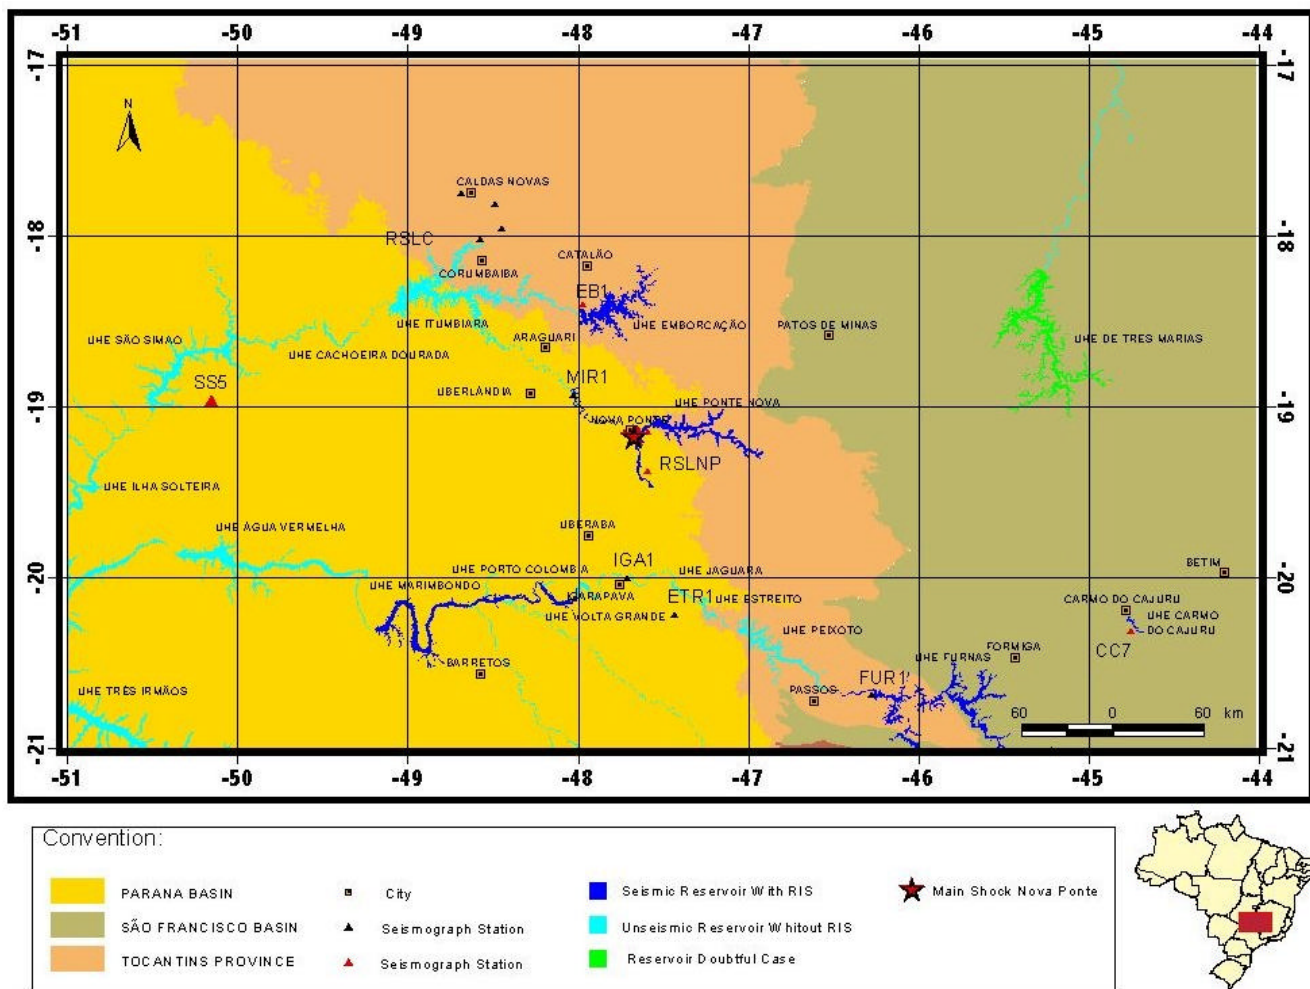 -51 -50 -49 -48 -47 -46 -45 -44
-17 -17
N
CALDAS NOVAS
-18 RSLC -18
CATALÃO
CORUMBAIBA
EB1
UHE ITUMBIARA UHE EMBORCAÇÃO PATOS DE MINAS
UHE SÃO SIMAO ARAGUARI UHE DE TRES MARIAS
UHE CACHOEIRA DOURADA
SS5 UBERLÂNDIA MIR1
-19 UHE PONTE NOVA -19
NOVA PONTE
RSLNP
UHE ILHA SOLTEIRA
UHE ÁGUA VERMELHA UBERABA
IGA1
UHE PORTO COLOMBIA UHE JAGUARA BETIM
-20 UHE MARIMBONDO -20
IGARAPAVA ETR1 UHE ESTREITO CARMO DO CAJURU
UHE VOLTA GRANDE UHE CARMO
DO CAJURU
UHE PEIXOTO
FORMIGA CC7
BARRETOS UHE FURNAS
UHE TRÊS IRMÃOS PASSOS FUR1
60 0 60 km
-21 -21
-51 -50 -49 -48 -47 -46 -45 -44
Convention:
PARANA BASIN City Seismic Reservoir With RIS Main Shock Nova Ponte
SÃO FRANCISCO BASIN Seismograph Station Unseismic Reservoir Whitout RIS
TOCANTINS PROVINCE Seismograph Station Reservoir Doubtful Case